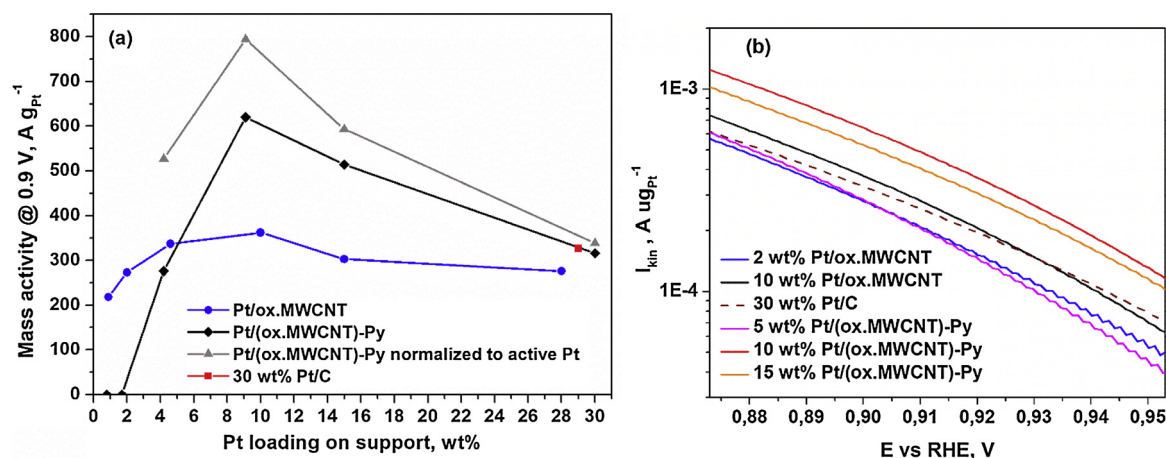 (a)
Mass activity @ 0.9 V, A g_Pt^-1
800
700
600
500
400
300
200
100
0
Pt/ox.MWCNT
Pt/(ox.MWCNT)-Py
Pt/(ox.MWCNT)-Py normalized to active Pt
30 wt% Pt/C
0 2 4 6 8 10 12 14 16 18 20 22 24 26 28 30
Pt loading on support, wt%
(b)
I_kin , A ug_Pt^-1
1E-3
1E-4
2 wt% Pt/ox.MWCNT
10 wt% Pt/ox.MWCNT
30 wt% Pt/C
5 wt% Pt/(ox.MWCNT)-Py
10 wt% Pt/(ox.MWCNT)-Py
15 wt% Pt/(ox.MWCNT)-Py
0,88 0,89 0,90 0,91 0,92 0,93 0,94 0,95
E vs RHE, V